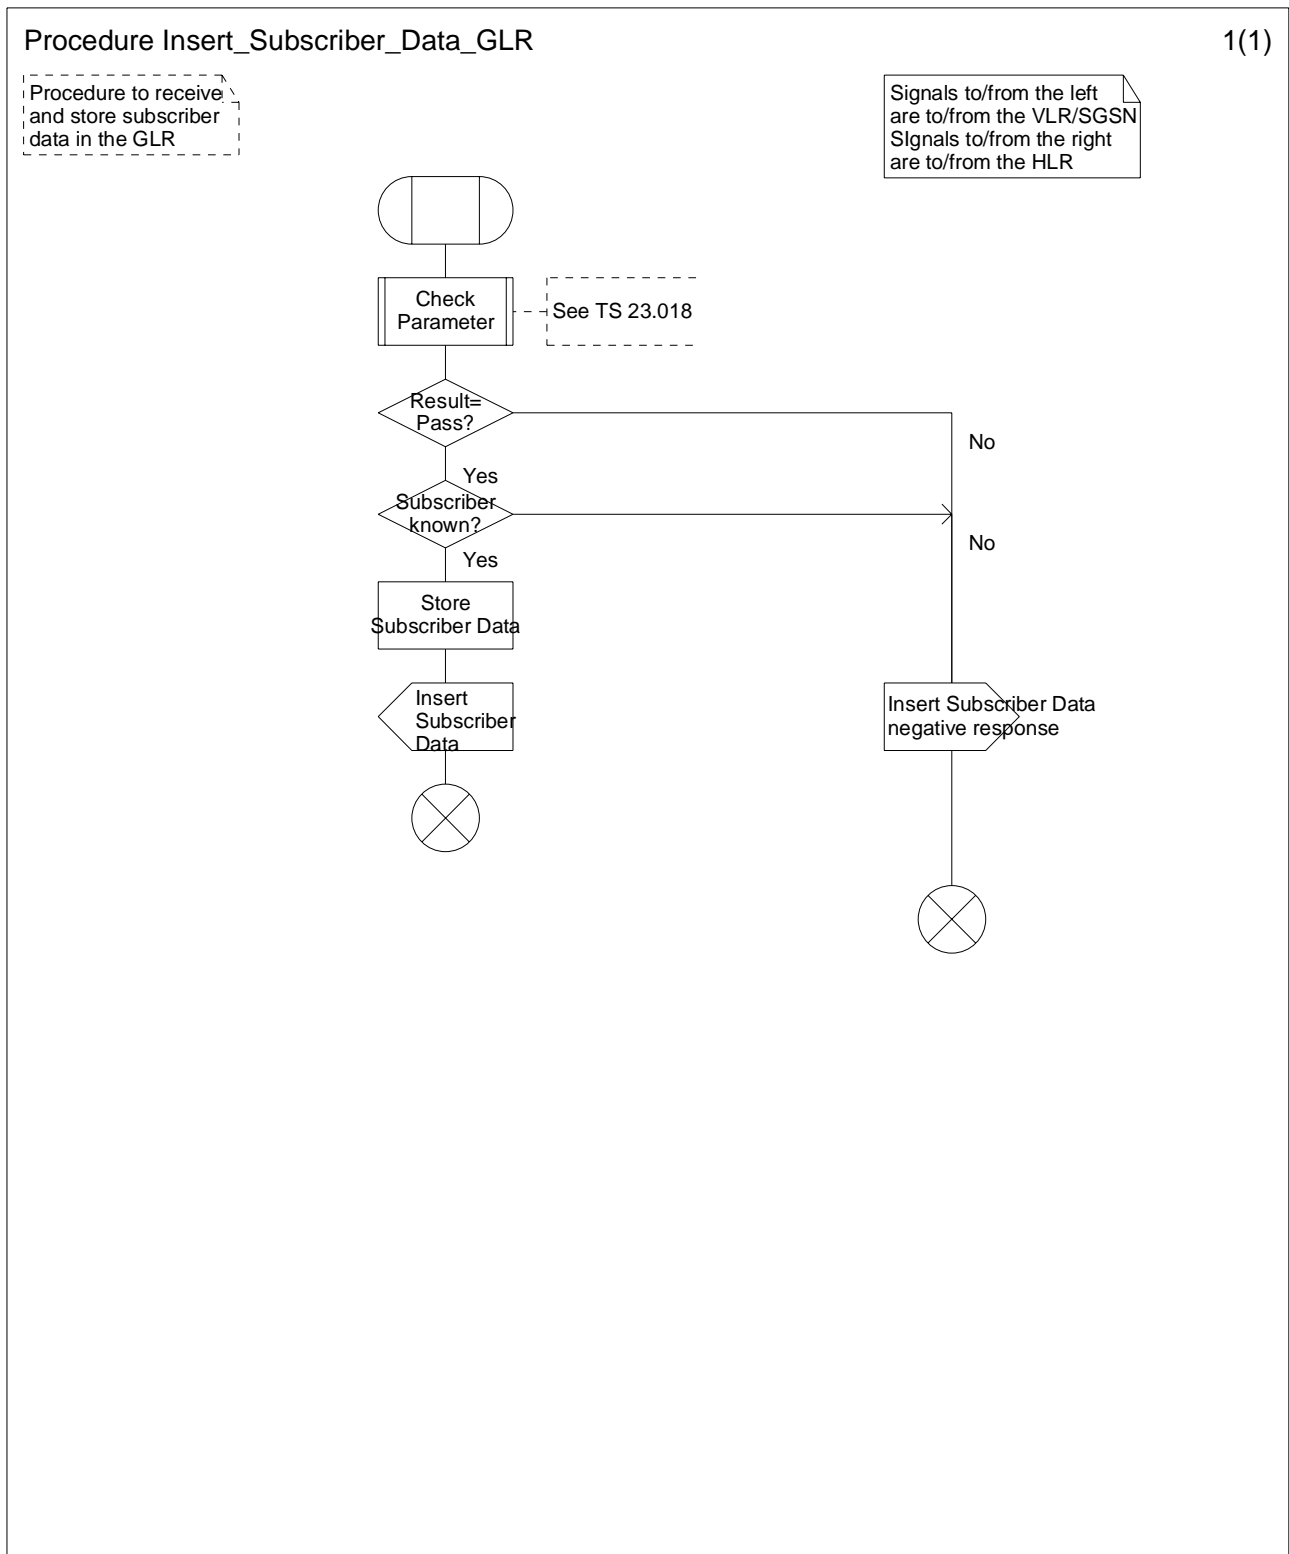 Procedure Insert_Subscriber_Data_GLR
1(1)
Procedure to receive
and store subscriber
data in the GLR
Signals to/from the left
are to/from the VLR/SGSN
SIgnals to/from the right
are to/from the HLR
Check
Parameter
See TS 23.018
Result=
Pass?
No
Yes
Subscriber
known?
No
Yes
Store
Subscriber Data
Insert
Subscriber
Data
Insert Subscriber Data
negative response